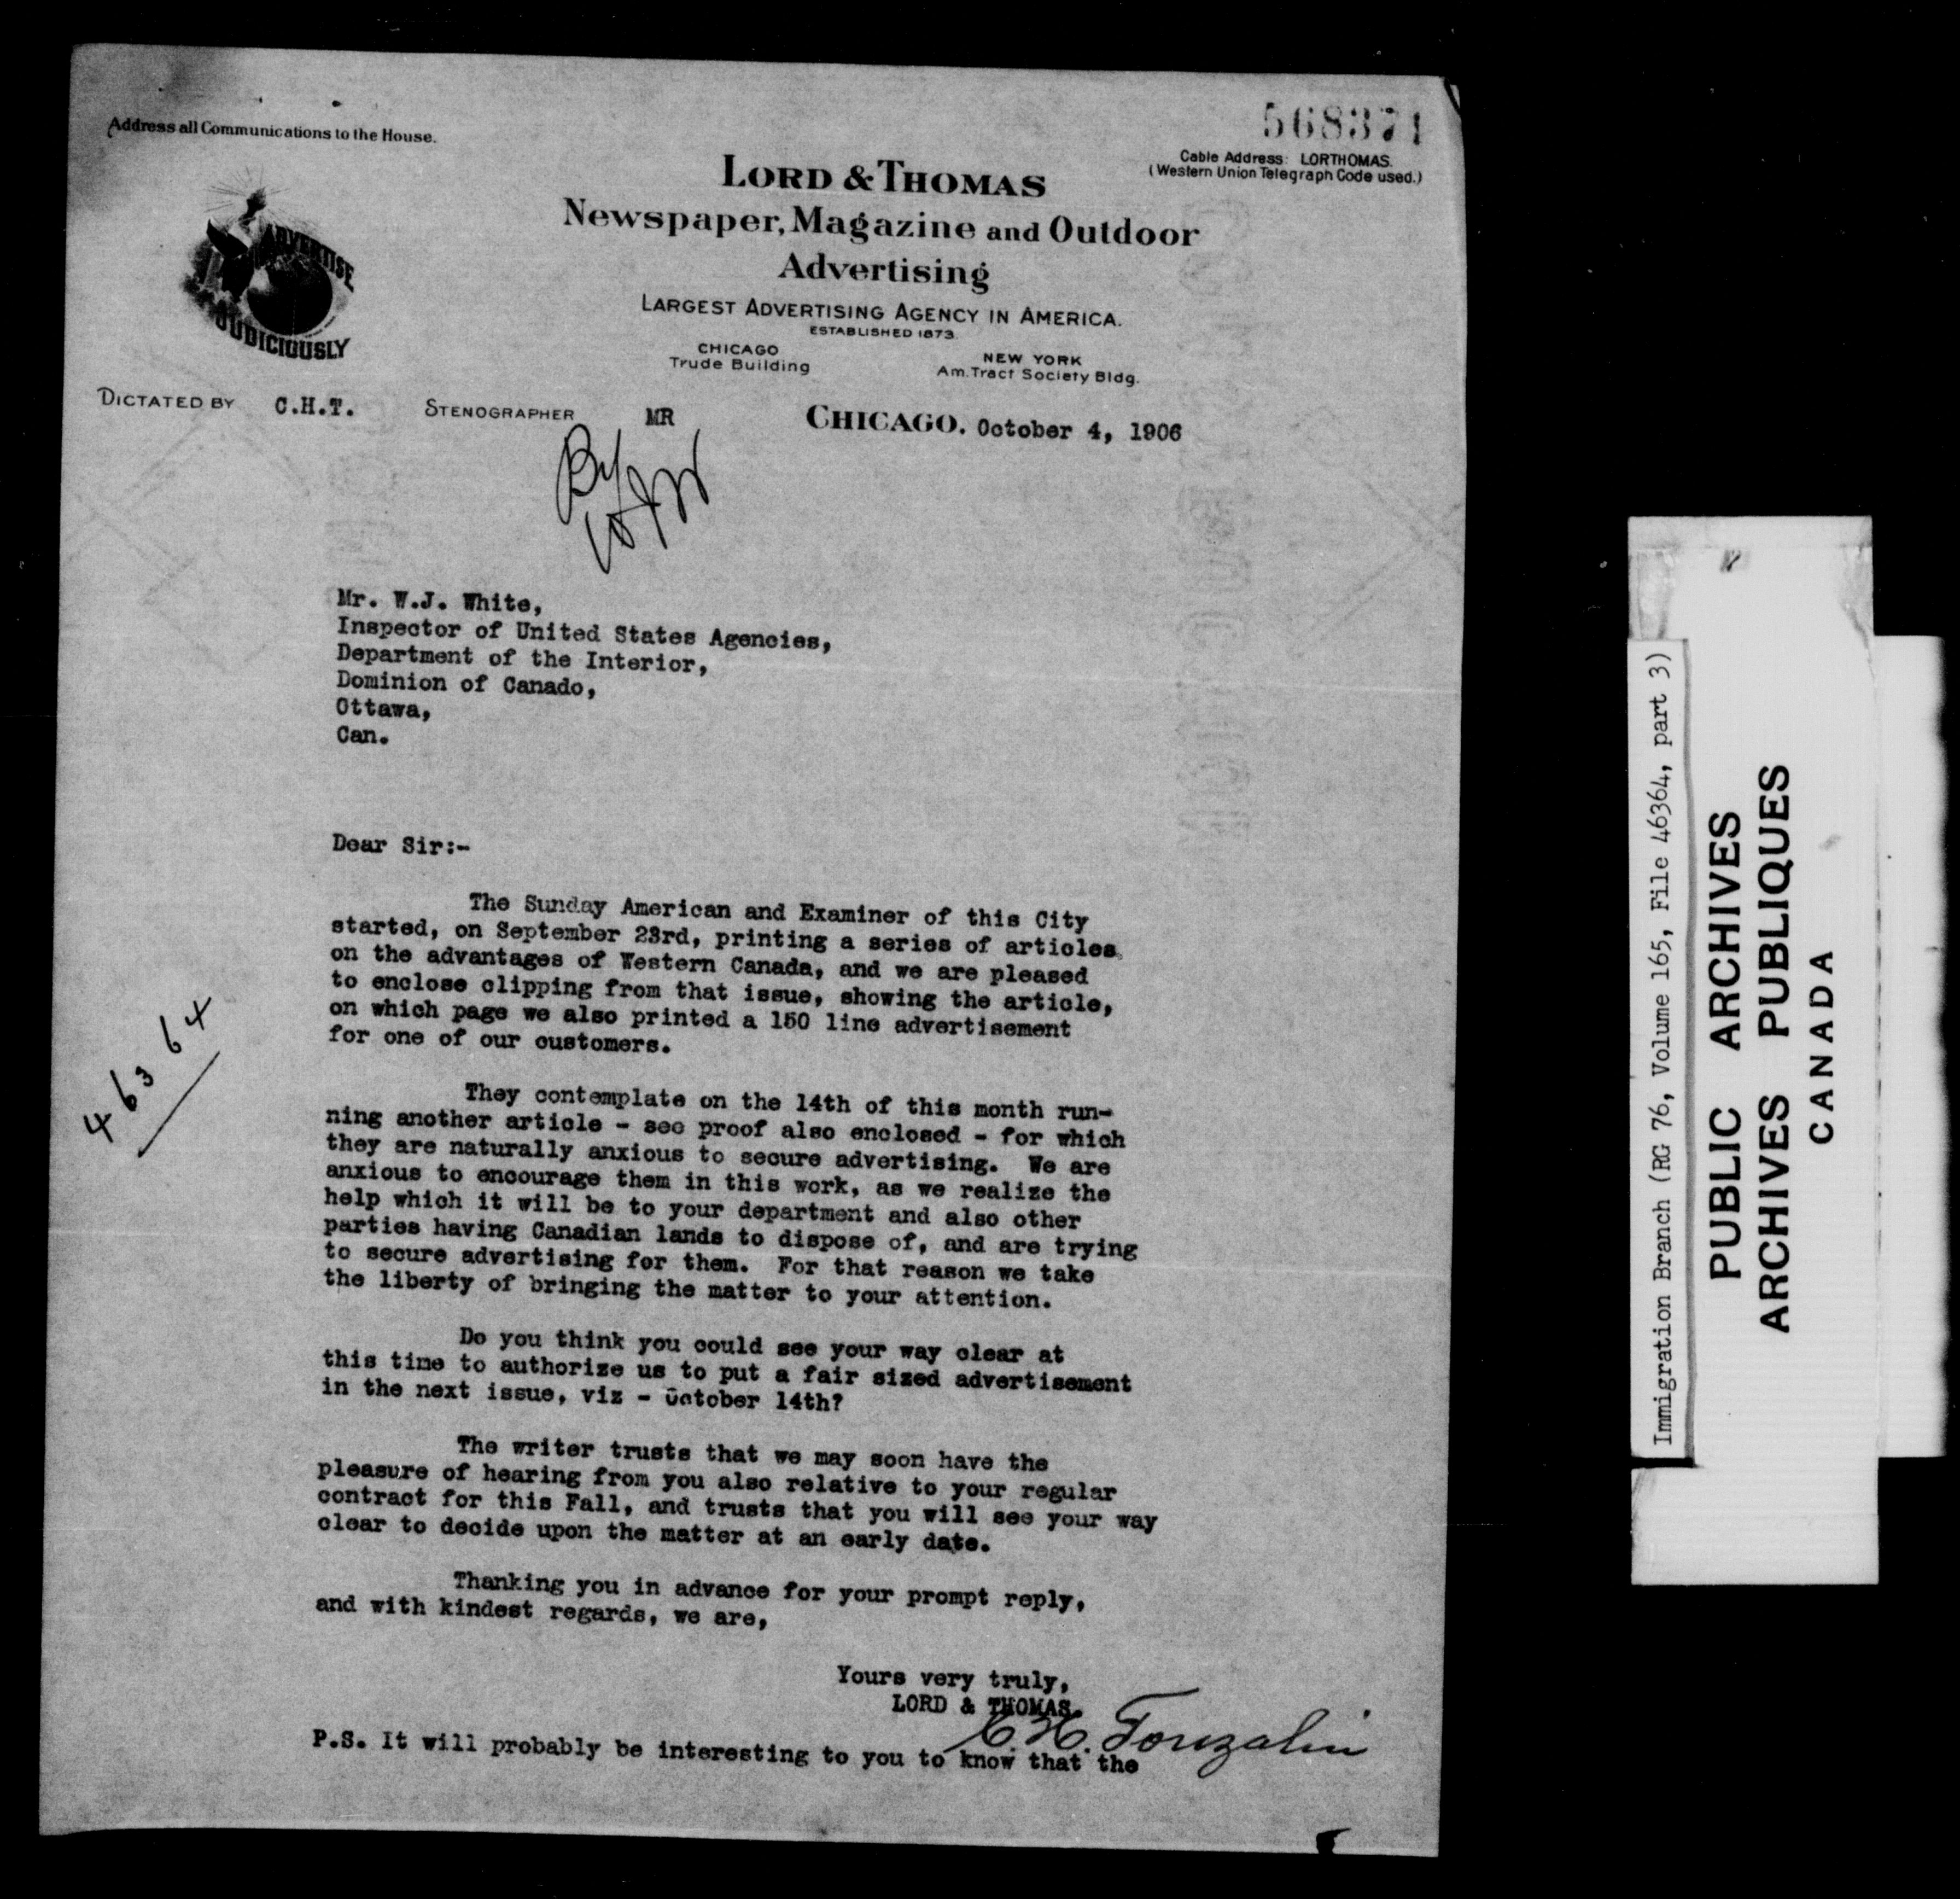 568371
Address all Communications to the House.
Cable Address: LORTHOMAS.
(Western Union Telegraph Code used.)
LORD & THOMAS
Newspaper, Magazine and Outdoor
Advertising
LARGEST ADVERTISING AGENCY IN AMERICA.
ESTABLISHED 1873
CHICAGO
Trude Building
NEW YORK
Am. Tract Society Bldg.
ADVERTISE
JUDICIOUSLY
DICTATED BY C.H.T. STENOGRAPHER MR CHICAGO. October 4, 1906
Mr. W.J. White,
Inspector of United States Agencies,
Department of the Interior,
Dominion of Canado,
Ottawa,
Can.
Dear Sir:-
The Sunday American and Examiner of this City
started, on September 23rd, printing a series of articles
on the advantages of Western Canada, and we are pleased
to enclose clipping from that issue, showing the article,
on which page we also printed a 150 line advertisement
for one of our customers.
46364
They contemplate on the 14th of this month run-
ning another article - see proof also enclosed - for which
they are naturally anxious to secure advertising. We are
anxious to encourage them in this work, as we realize the
help which it will be to your department and also other
parties having Canadian lands to dispose of, and are trying
to secure advertising for them. For that reason we take
the liberty of bringing the matter to your attention.
Do you think you could see your way clear at
this time to authorize us to put a fair sized advertisement
in the next issue, viz - October 14th?
The writer trusts that we may soon have the
pleasure of hearing from you also relative to your regular
contract for this Fall, and trusts that you will see your way
clear to decide upon the matter at an early date.
Thanking you in advance for your prompt reply,
and with kindest regards, we are,
Yours very truly,
LORD & THOMAS.
C. H. Touzalin
P.S. It will probably be interesting to you to know that the
Immigration Branch (RG 76, Volume 165, File 46364, part 3)
PUBLIC ARCHIVES
ARCHIVES PUBLIQUES
CANADA